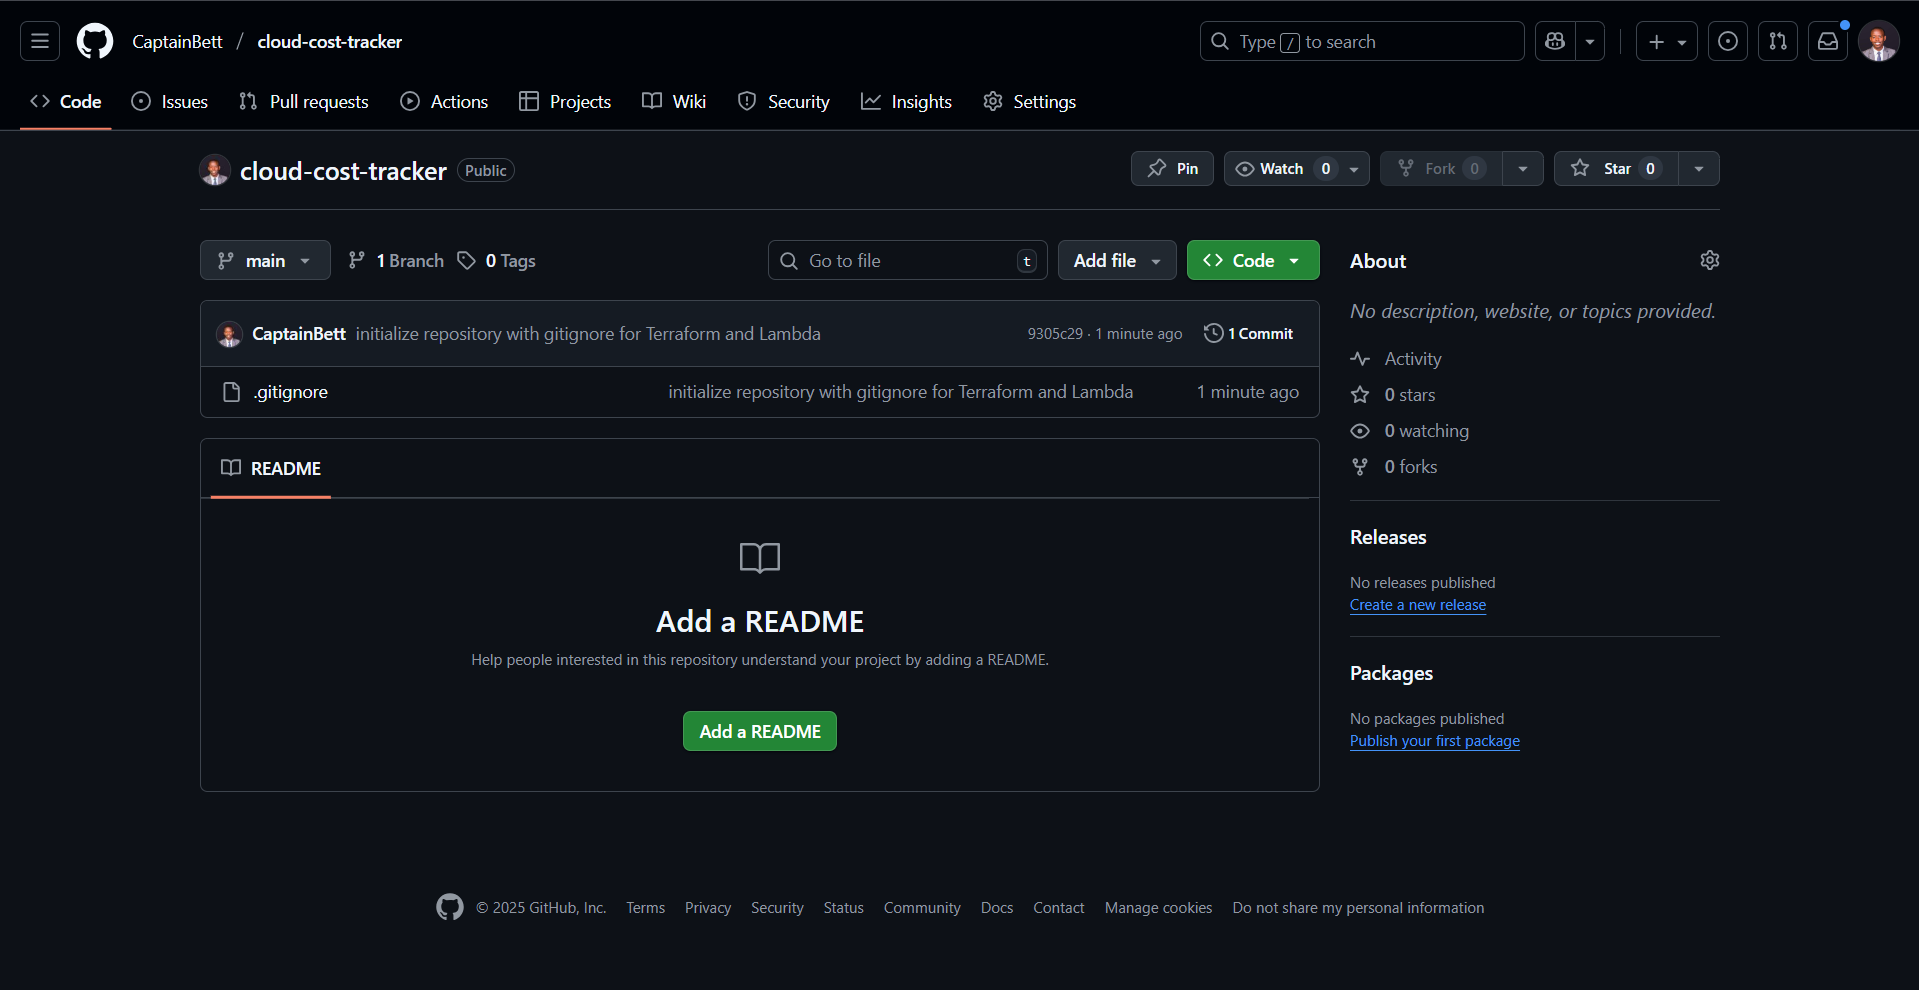 CaptainBett / cloud-cost-tracker
Type / to search
Code
Issues
Pull requests
Actions
Projects
Wiki
Security
Insights
Settings
cloud-cost-tracker Public
Pin
Watch 0
Fork 0
Star 0
main
1 Branch
0 Tags
Go to file t
Add file
Code
CaptainBett initialize repository with gitignore for Terraform and Lambda 9305c29 · 1 minute ago 1 Commit
.gitignore initialize repository with gitignore for Terraform and Lambda 1 minute ago
README
Add a README
Help people interested in this repository understand your project by adding a README.
Add a README
About
No description, website, or topics provided.
Activity
0 stars
0 watching
0 forks
Releases
No releases published
Create a new release
Packages
No packages published
Publish your first package
© 2025 GitHub, Inc. Terms Privacy Security Status Community Docs Contact Manage cookies Do not share my personal information